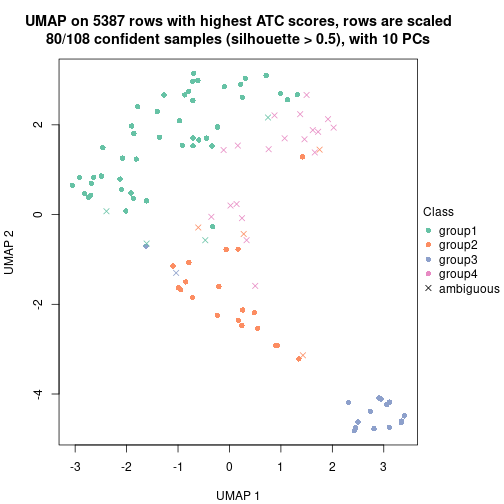 UMAP on 5387 rows with highest ATC scores, rows are scaled
80/108 confident samples (silhouette > 0.5), with 10 PCs
Class
group1
group2
group3
group4
ambiguous
UMAP 2
2
0
-2
-4
-3 -2 -1 0 1 2 3
UMAP 1